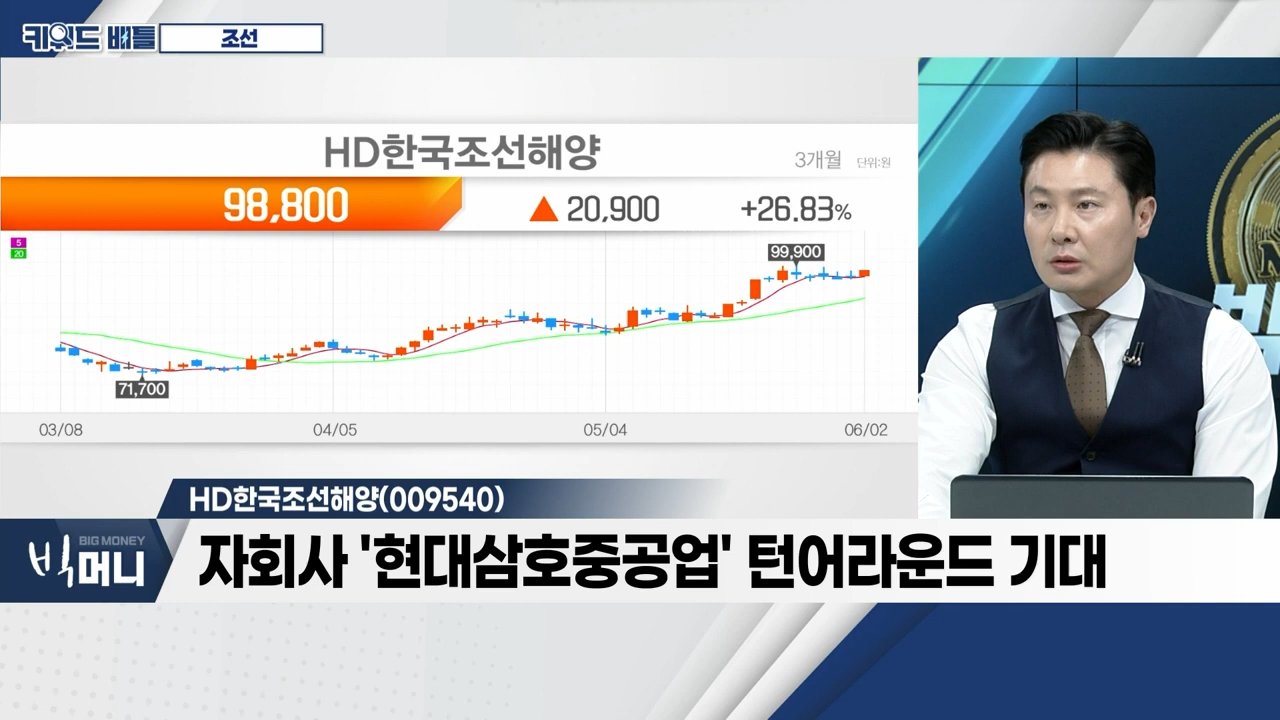 키워드 배틀
조선
HD한국조선해양
3개월 단위:원
98,800 ▲ 20,900 +26.83%
5
20
99,900
71,700
03/08 04/05 05/04 06/02
HD한국조선해양(009540)
BIG MONEY
빅머니
자회사 '현대삼호중공업' 턴어라운드 기대